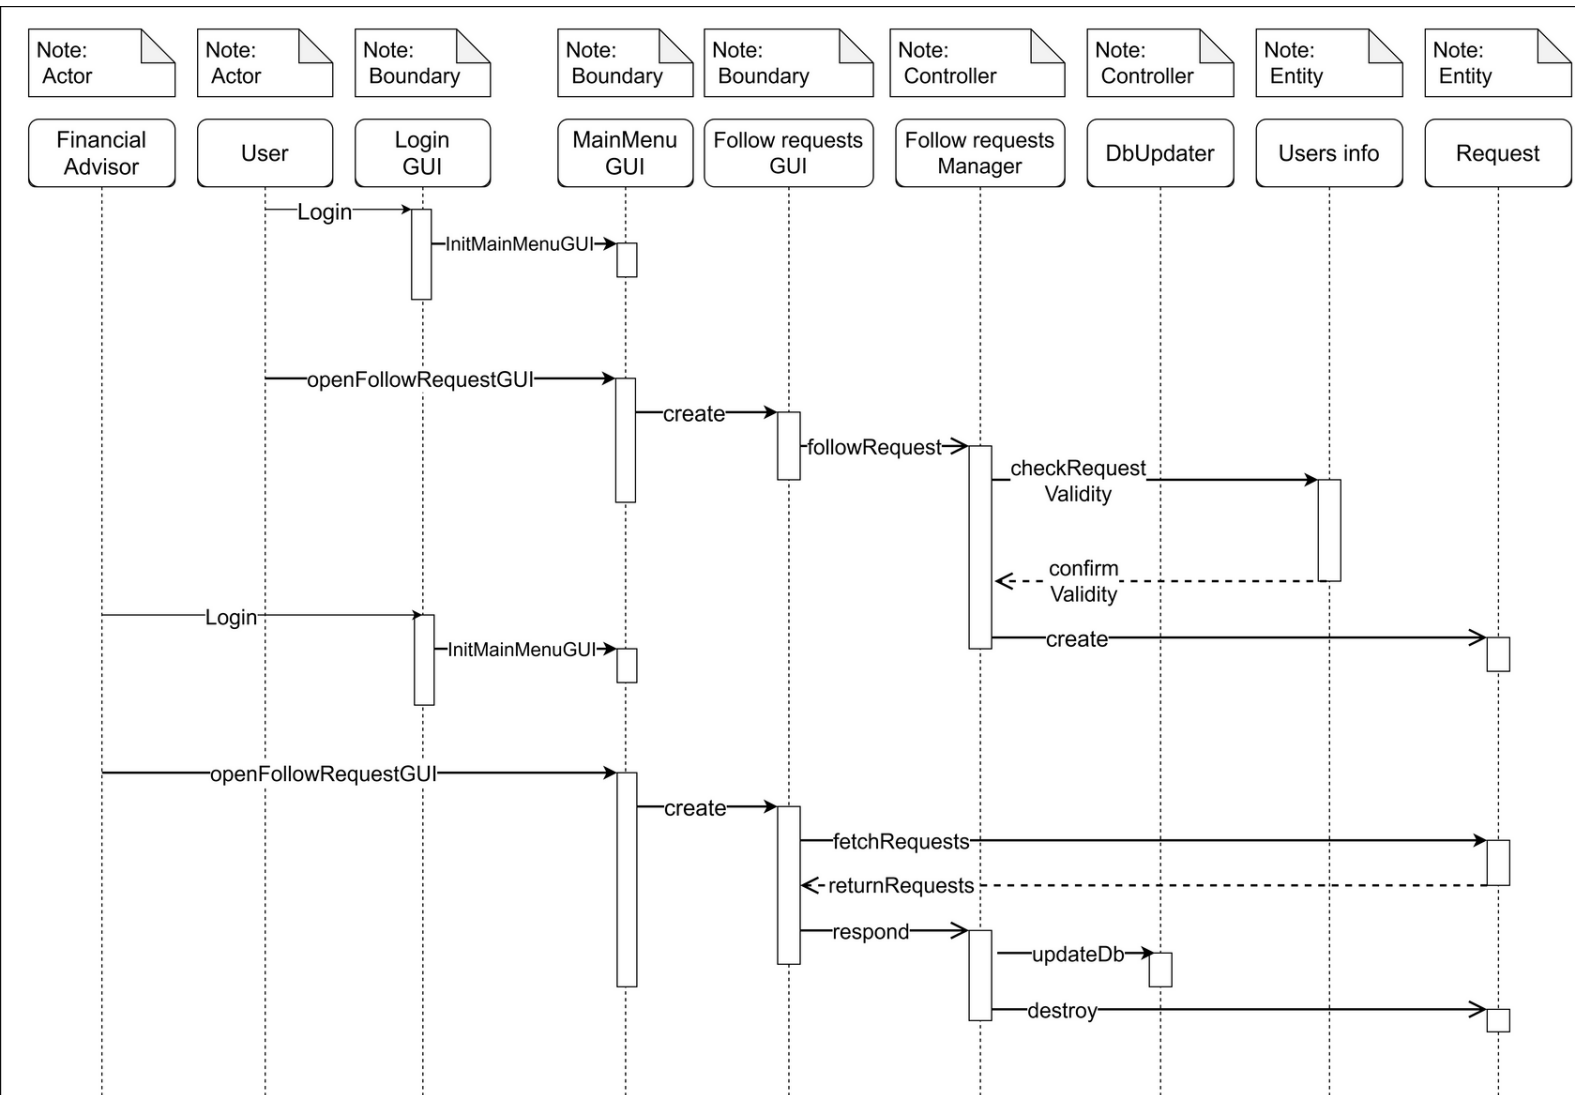 Note:
Actor
Note:
Actor
Note:
Boundary
Note:
Boundary
Note:
Boundary
Note:
Controller
Note:
Controller
Note:
Entity
Note:
Entity
Financial
Advisor
User
Login
GUI
MainMenu
GUI
Follow requests
GUI
Follow requests
Manager
DbUpdater
Users info
Request
Login
InitMainMenuGUI
openFollowRequestGUI
create
followRequest
checkRequest
Validity
confirm
Validity
Login
create
InitMainMenuGUI
openFollowRequestGUI
create
fetchRequests
returnRequests
respond
updateDb
destroy